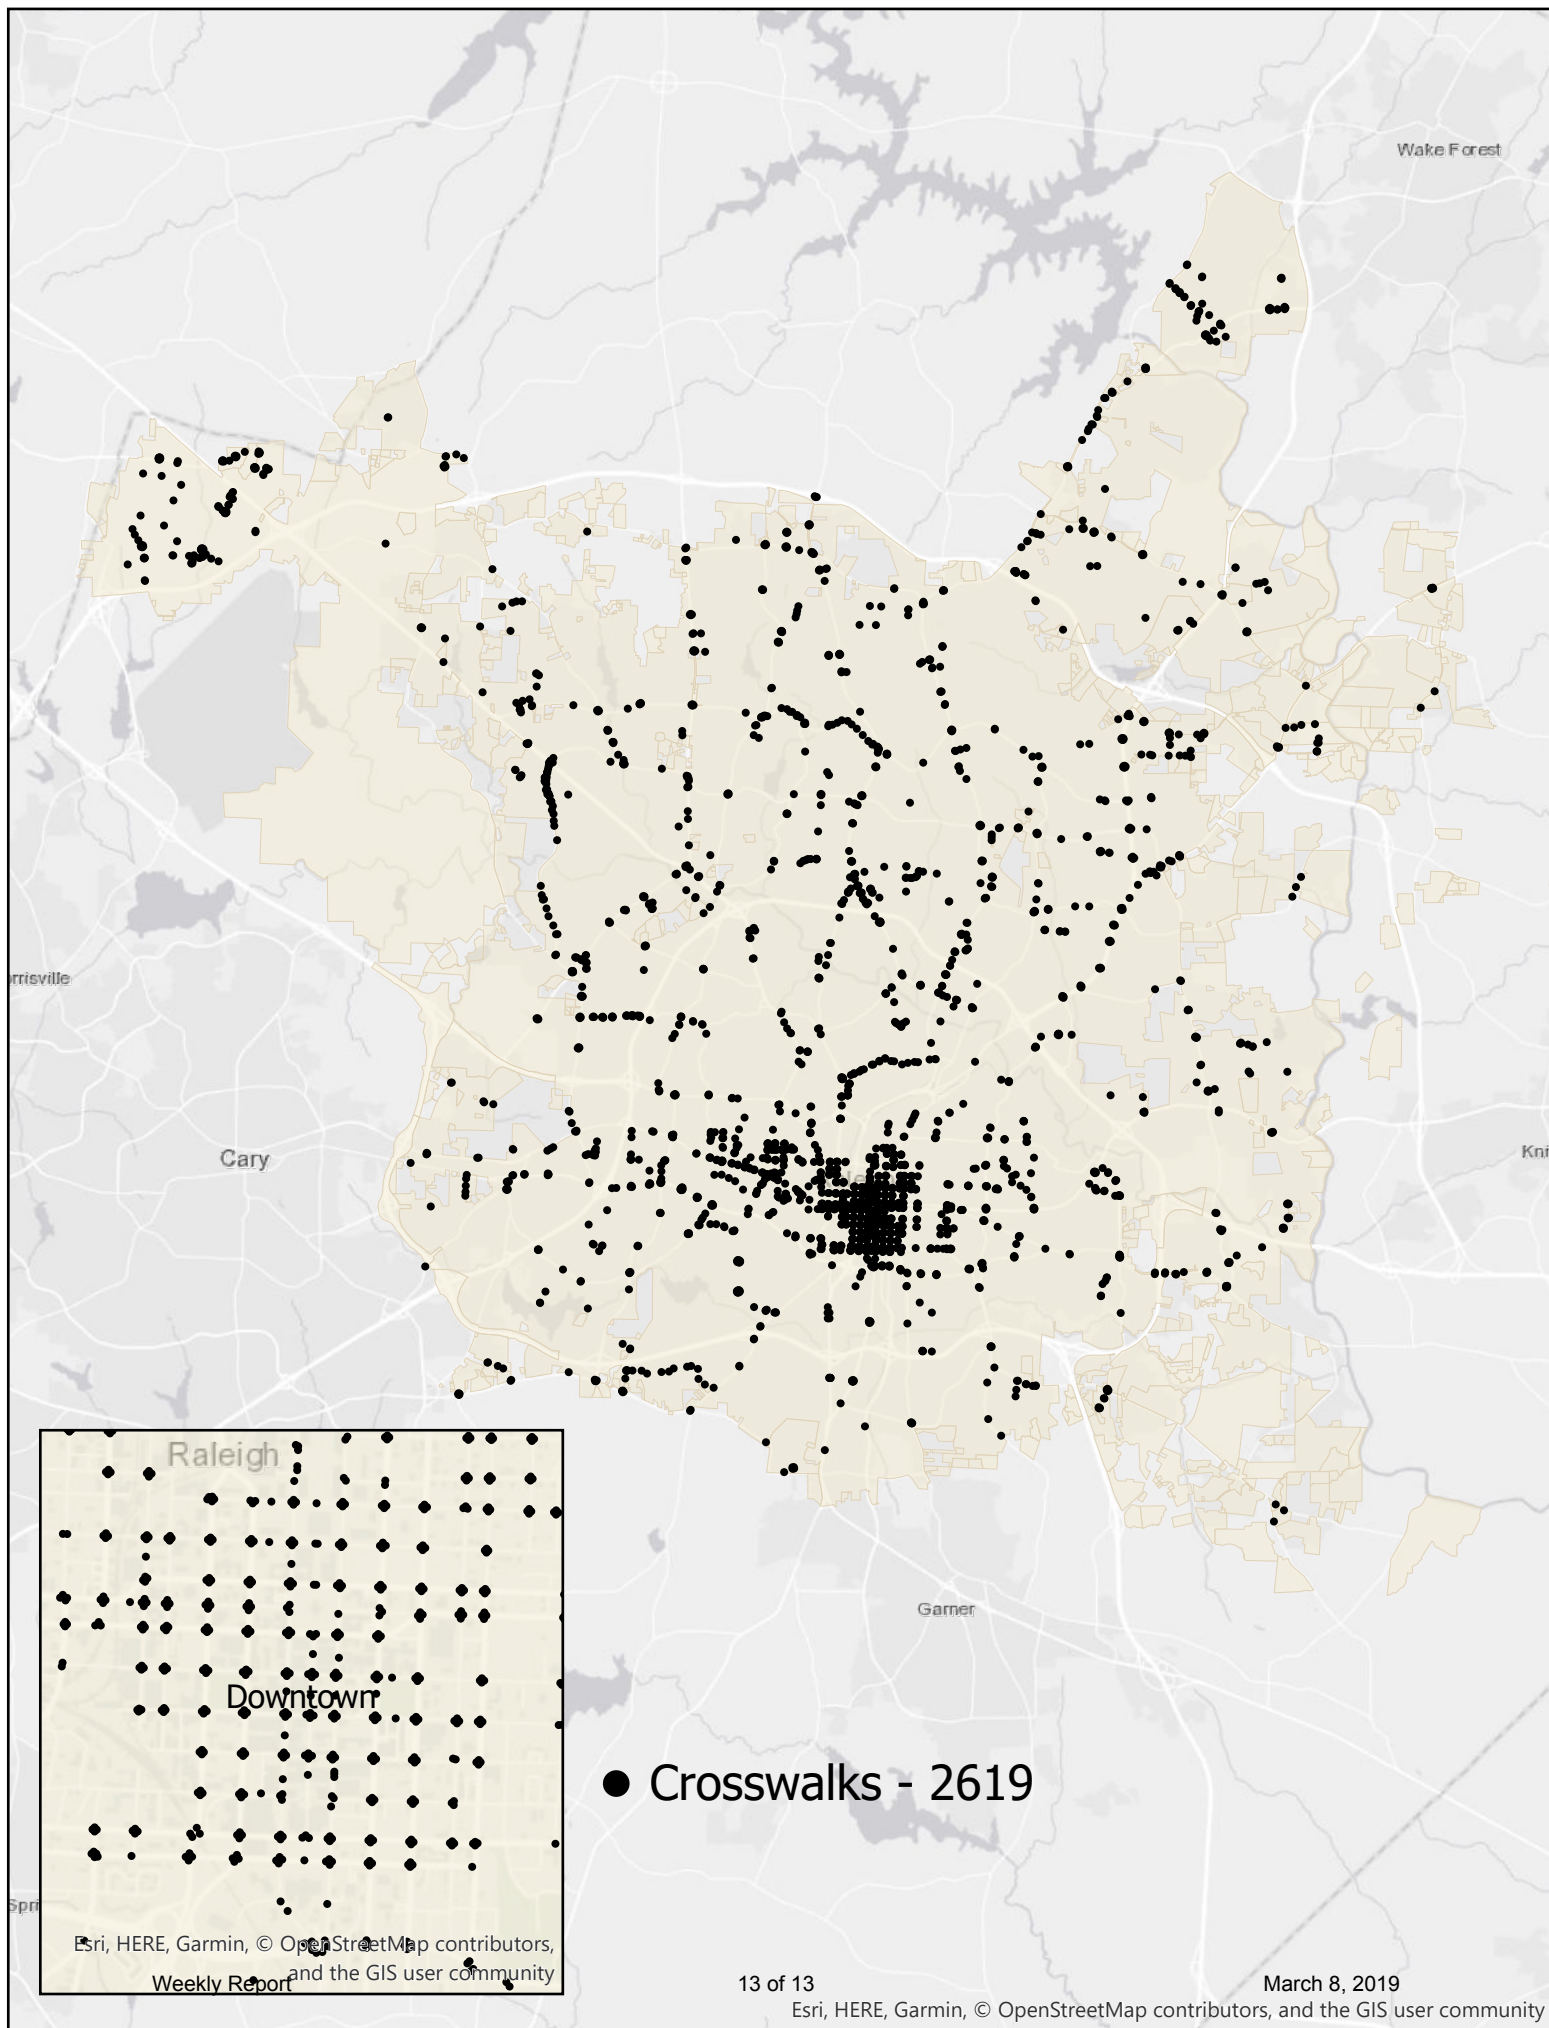 Wake Forest
orrisville
Cary
Kni
Raleigh
Downtown
Garner
Crosswalks - 2619
Spri
Esri, HERE, Garmin, © OpenStreetMap contributors,
and the GIS user community
Weekly Report
13 of 13
March 8, 2019
Esri, HERE, Garmin, © OpenStreetMap contributors, and the GIS user community